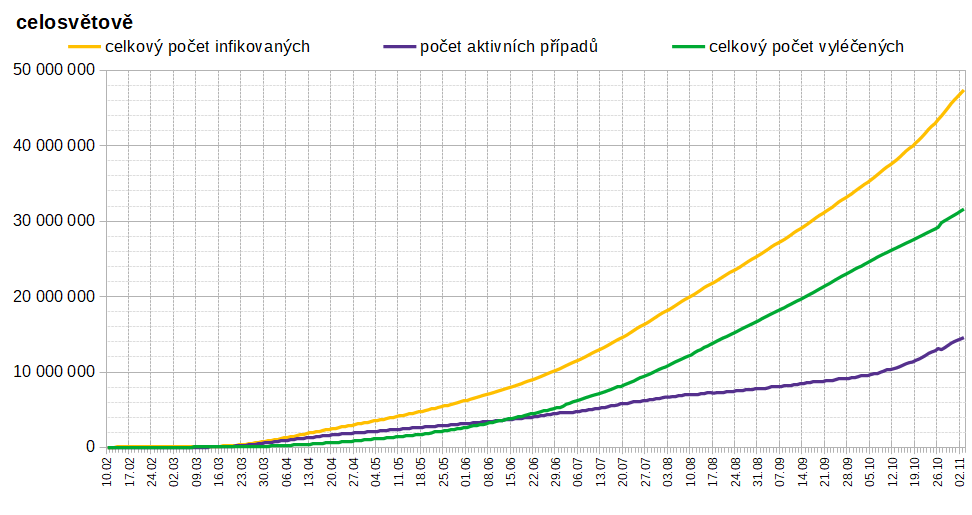 celosvětově
celkový počet infikovaných počet aktivních případů celkový počet vyléčených
50 000 000
40 000 000
30 000 000
20 000 000
10 000 000
0
10.02 17.02 24.02 02.03 09.03 16.03 23.03 30.03 06.04 13.04 20.04 27.04 04.05 11.05 18.05 25.05 01.06 08.06 15.06 22.06 29.06 06.07 13.07 20.07 27.07 03.08 10.08 17.08 24.08 31.08 07.09 14.09 21.09 28.09 05.10 12.10 19.10 26.10 02.11